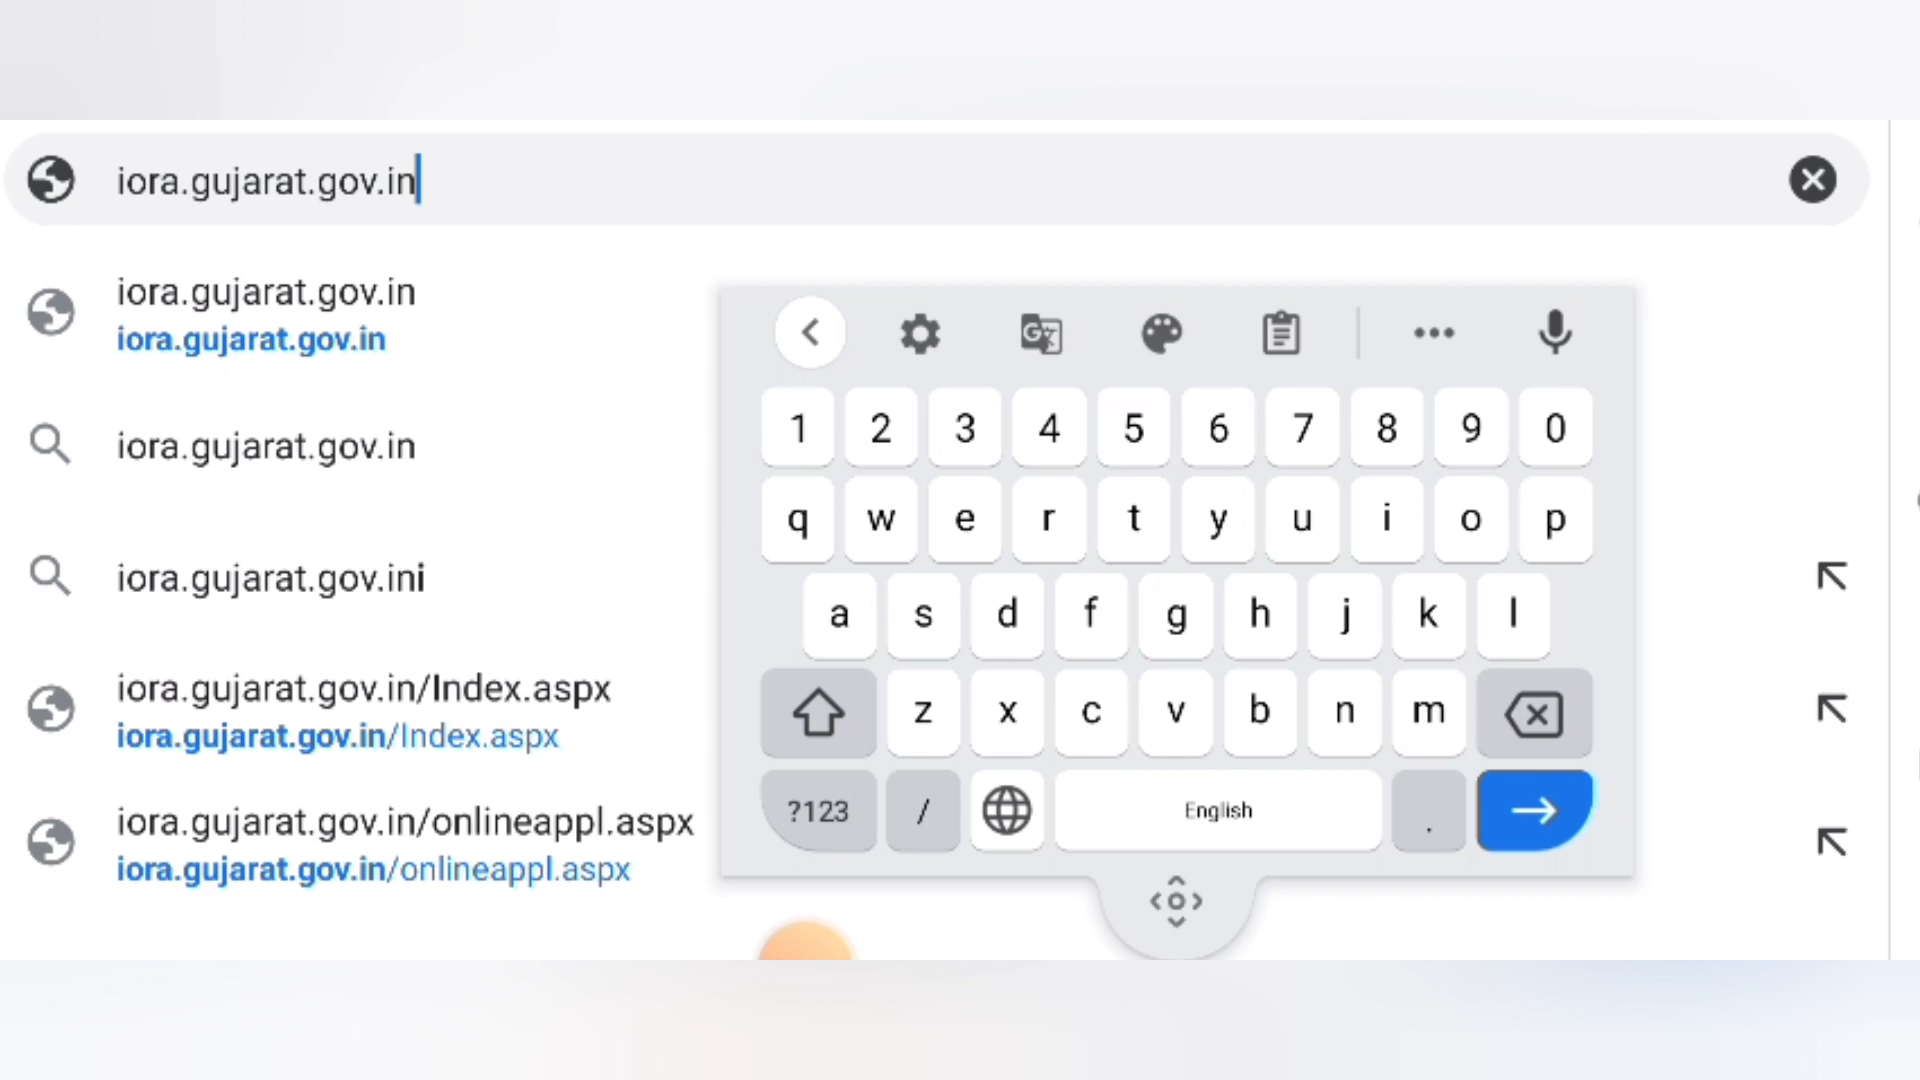 iora.gujarat.gov.in
iora.gujarat.gov.in
iora.gujarat.gov.in
iora.gujarat.gov.in
iora.gujarat.gov.ini
iora.gujarat.gov.in/Index.aspx
iora.gujarat.gov.in/Index.aspx
iora.gujarat.gov.in/onlineappl.aspx
iora.gujarat.gov.in/onlineappl.aspx
1 2 3 4 5 6 7 8 9 0
q w e r t y u i o p
a s d f g h j k l
z x c v b n m
?123 / English .